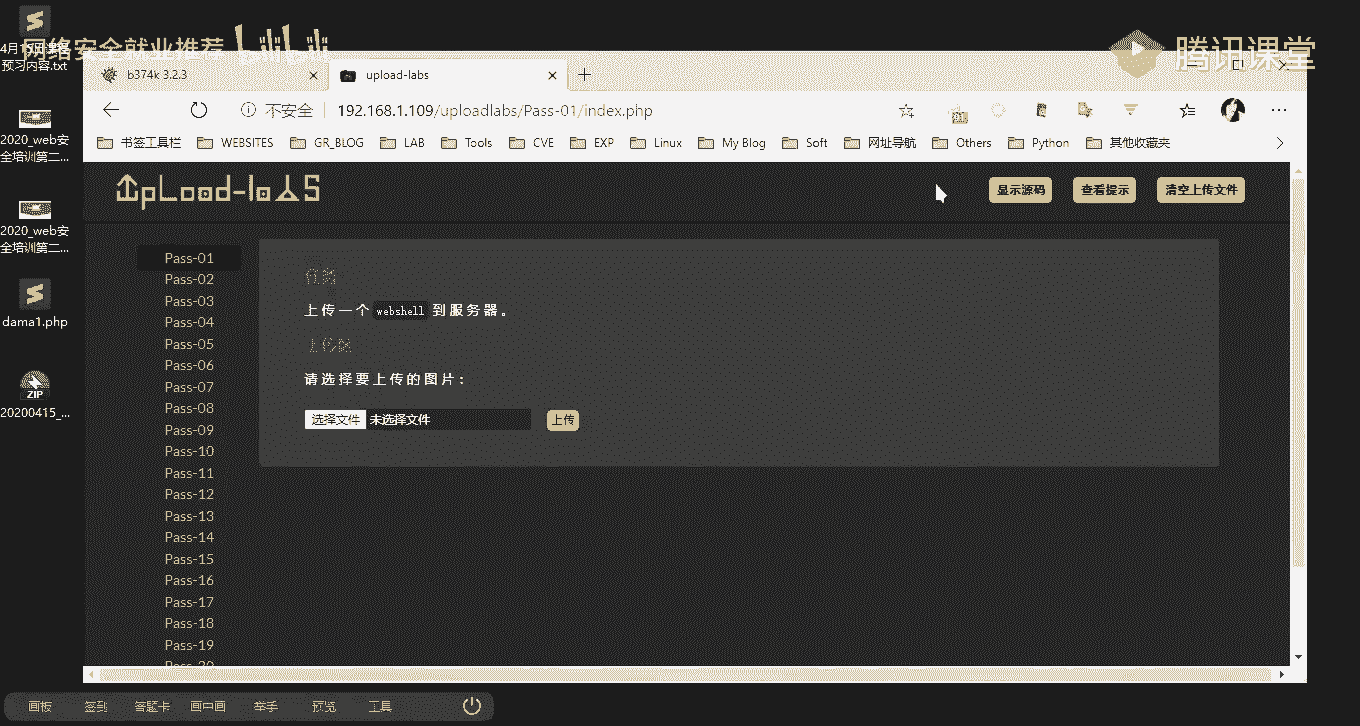 网络安全就业推荐 bilibili
腾讯课堂
预习内容.txt
2020_web安
全培训第二...
2020_web安
全培训第二...
dama1.php
ZIP
20200415_...
b374k 3.2.3
upload-labs
不安全
192.168.1.109/uploadlabs/Pass-01/index.php
书签工具栏 WEBSITES GR_BLOG LAB Tools CVE EXP Linux My Blog Soft 网址导航 Others Python 其他收藏夹
UpLoad-labs
显示源码 查看提示 清空上传文件
Pass-01
Pass-02
Pass-03
Pass-04
Pass-05
Pass-06
Pass-07
Pass-08
Pass-09
Pass-10
Pass-11
Pass-12
Pass-13
Pass-14
Pass-15
Pass-16
Pass-17
Pass-18
Pass-19
Pass-20
任务
上传一个 webshell 到服务器。
上传区
请选择要上传的图片：
选择文件 未选择文件 上传
画板 签到 答题卡 画中画 举手 预览 工具